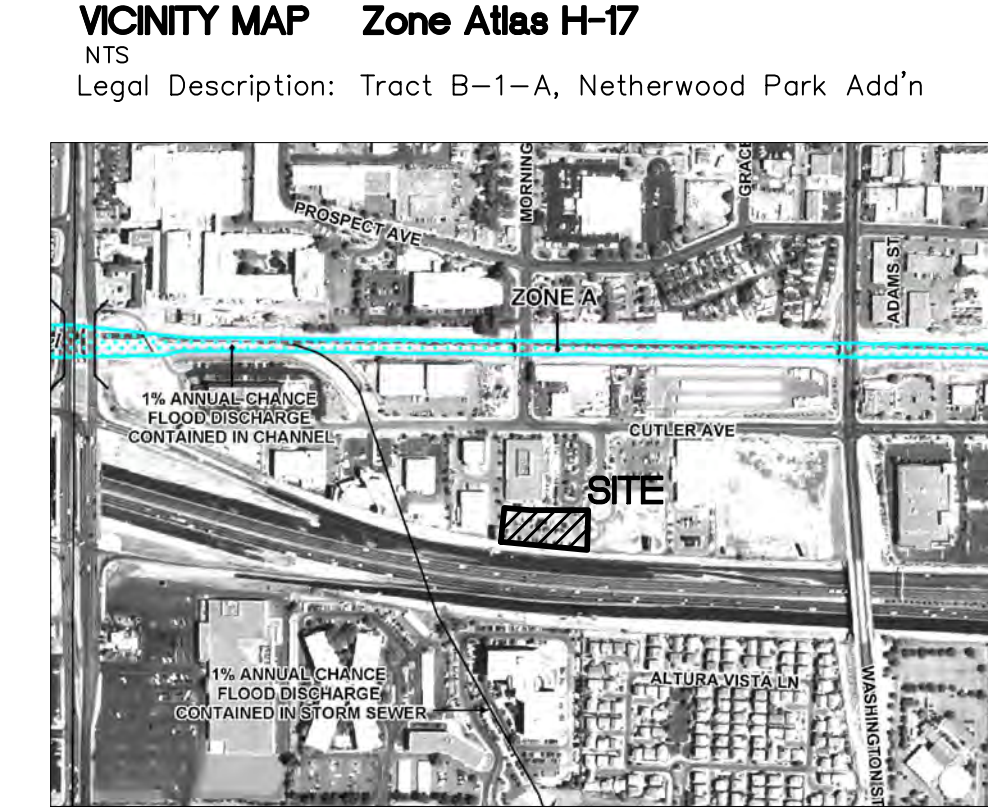 VICINITY MAP Zone Atlas H-17
NTS
Legal Description: Tract B-1-A, Netherwood Park Add'n
MORNING
GRACE
PROSPECT AVE
ADAMS ST
ZONE A
1% ANNUAL CHANCE
FLOOD DISCHARGE
CONTAINED IN CHANNEL
CUTLER AVE
SITE
1% ANNUAL CHANCE
FLOOD DISCHARGE
CONTAINED IN STORM SEWER
ALTURA VISTA LN
WASHINGTON S